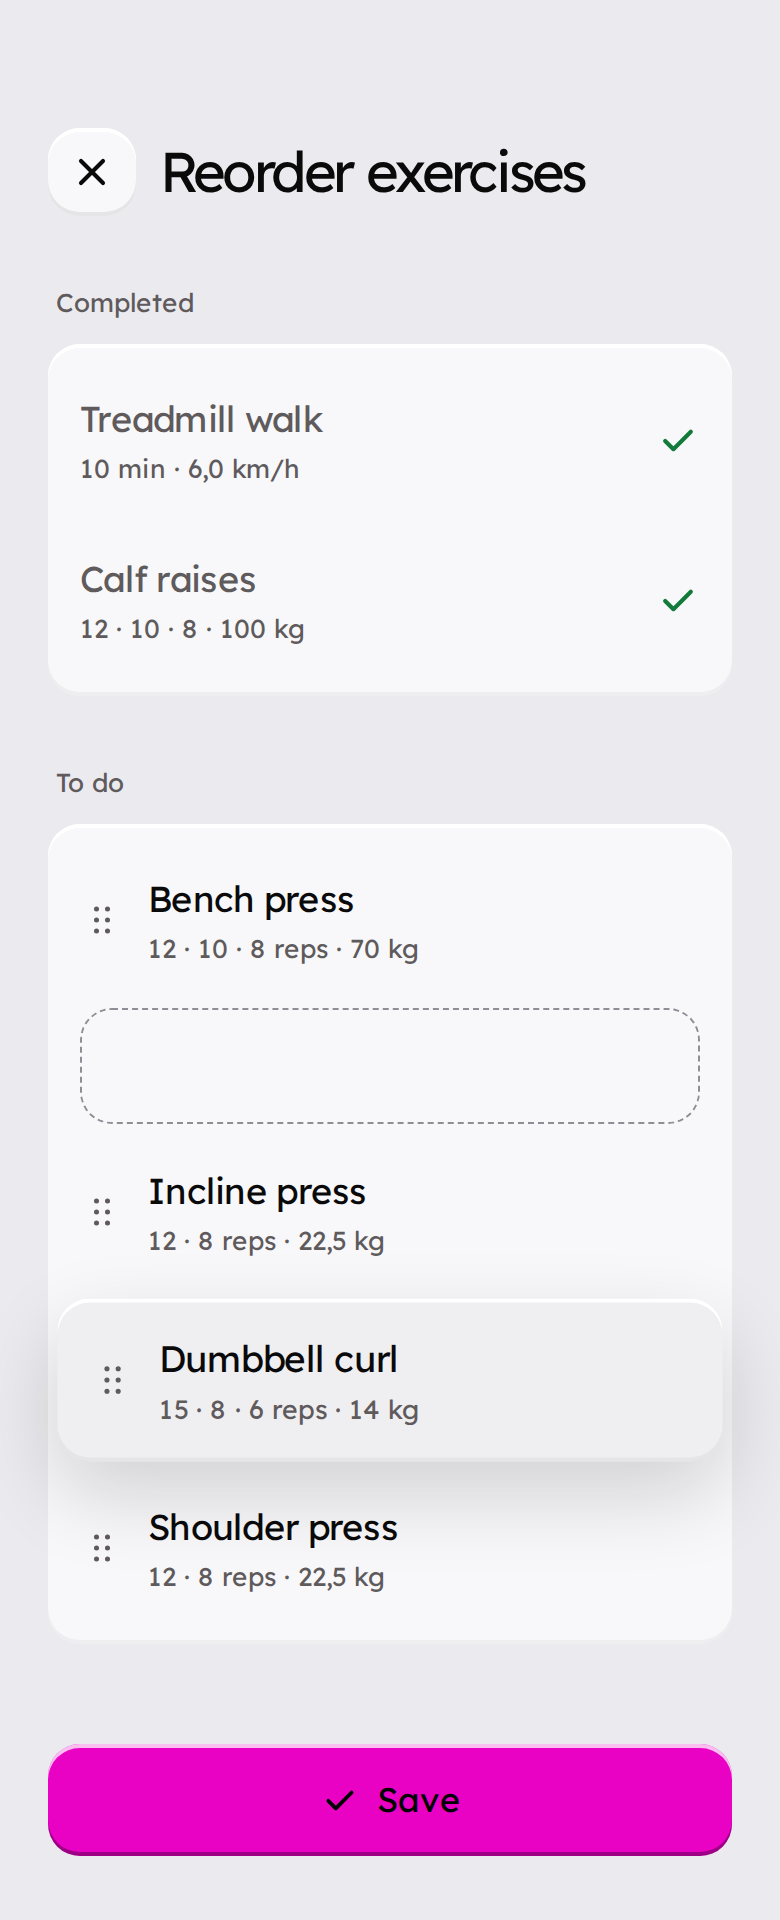 Reorder exercises
Completed
Treadmill walk
10 min · 6,0 km/h
Calf raises
12 · 10 · 8 · 100 kg
To do
Bench press
12 · 10 · 8 reps · 70 kg
Incline press
12 · 8 reps · 22,5 kg
Dumbbell curl
15 · 8 · 6 reps · 14 kg
Shoulder press
12 · 8 reps · 22,5 kg
Save